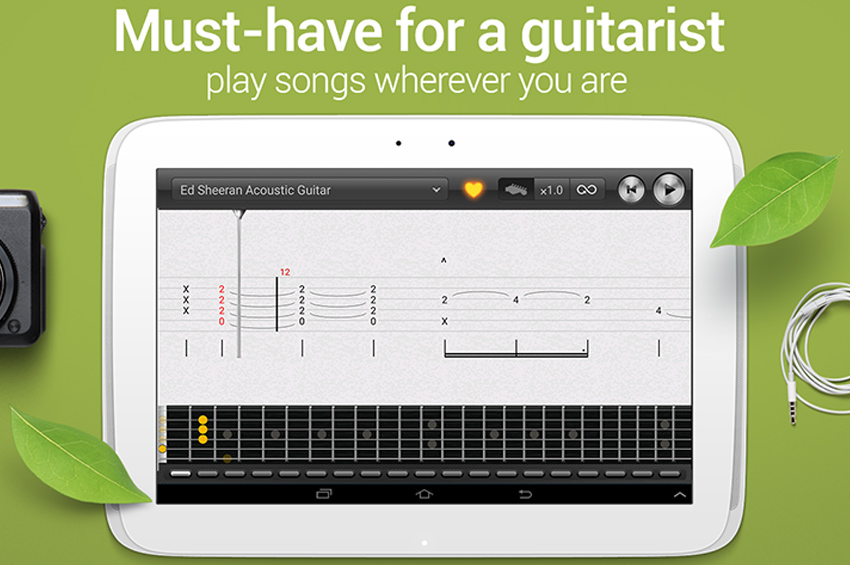 Must-have for a guitarist
play songs wherever you are
Ed Sheeran Acoustic Guitar
x1.0
^
12
X 2 2 2 2 4 2
X 2 2 2 4
X 2 2 2
0 0 0 X